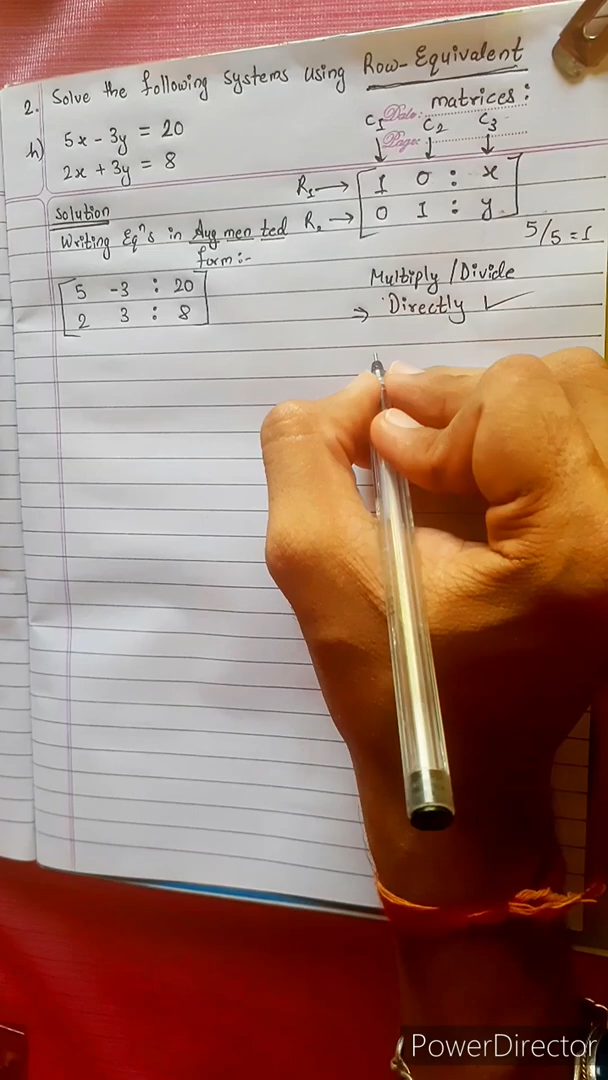 2. Solve the following systems using Row-Equivalent
matrices:
h) 5x - 3y = 20
2x + 3y = 8
Date:
Page:
C1 C2 C3
R1 → [ 1 0 : x ]
R2 → [ 0 1 : y ]
Solution
Writing Eqⁿs in Augmented
form:-
5/5 = 1
[ 5 -3 : 20 ]
[ 2 3 : 8 ]
Multiply / Divide
⇒ Directly ✓
PowerDirector